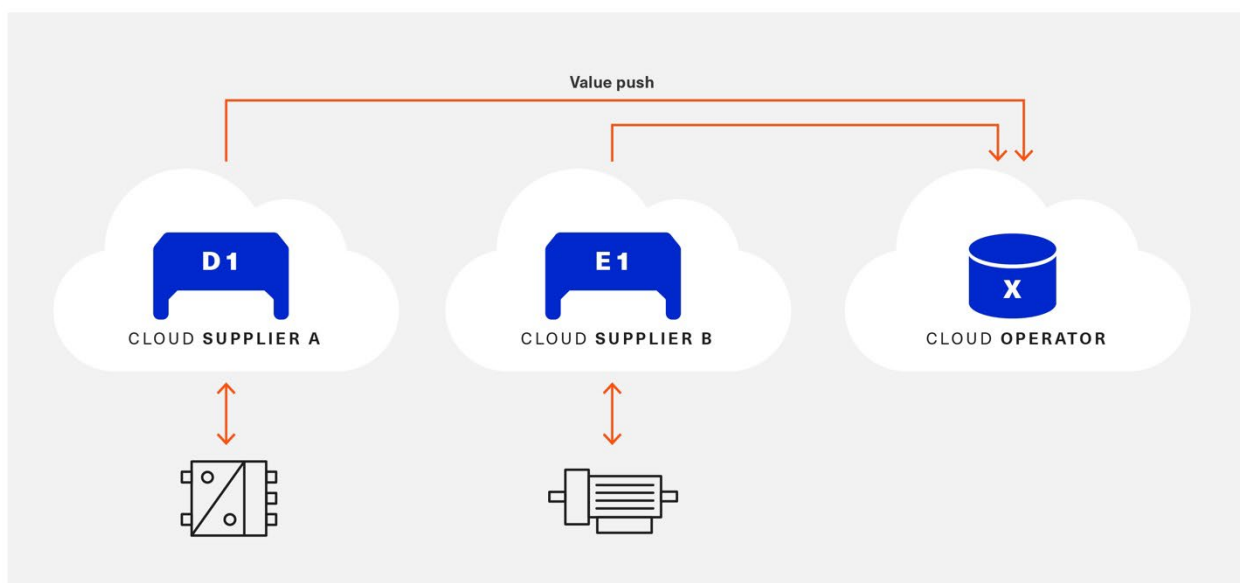 Value push
D1
E1
X
CLOUD SUPPLIER A
CLOUD SUPPLIER B
CLOUD OPERATOR